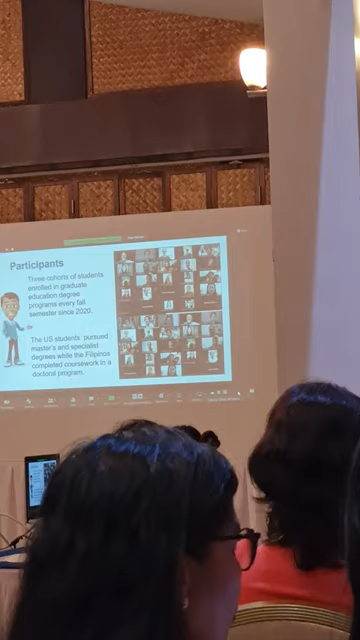 Participants
Three cohorts of students
enrolled in graduate
education degree
programs every fall
semester since 2020.
The US students pursued
master's and specialist
degrees while the Filipinos
completed coursework in a
doctoral program.